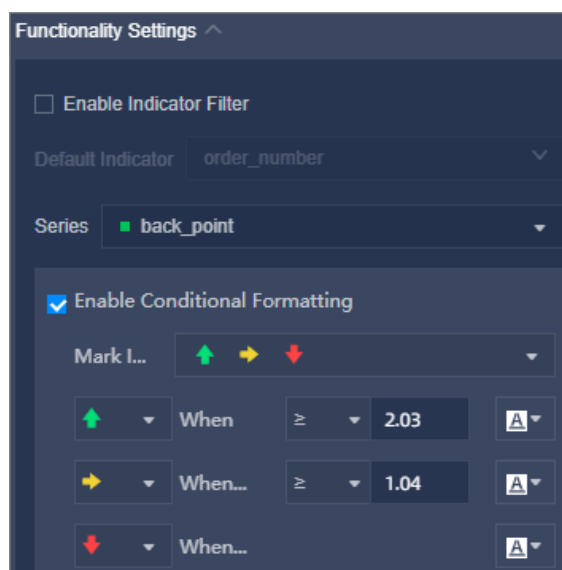 Functionality Settings
Enable Indicator Filter
Default Indicator order_number
Series back_point
Enable Conditional Formatting
Mark I...
When ≥ 2.03 A
When... ≥ 1.04 A
When... A